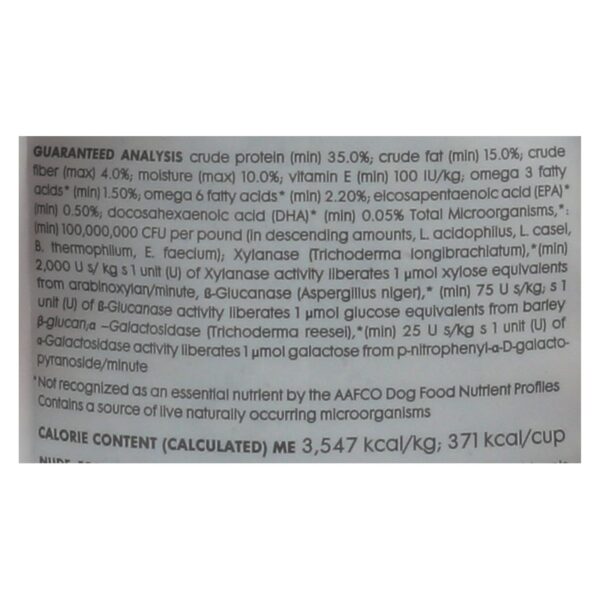 GUARANTEED ANALYSIS crude protein (min) 35.0%; crude fat (min) 15.0%; crude
fiber (max) 4.0%; moisture (max) 10.0%; vitamin E (min) 100 IU/kg; omega 3 fatty
acids* (min) 1.50%; omega 6 fatty acids* (min) 2.20%; eicosapentaenoic acid (EPA)*
(min) 0.50%; docosahexaenoic acid (DHA)* (min) 0.05% Total Microorganisms,*:
(min) 100,000,000 CFU per pound (in descending amounts, L. acidophilus, L. casei,
B. thermophilum, E. faecium); Xylanase (Trichoderma longibrachiatum),*(min)
2,000 U s/ kg s 1 unit (U) of Xylanase activity liberates 1 µmol xylose equivalents
from arabinoxylan/minute, ß-Glucanase (Aspergillus niger),* (min) 75 U s/kg; s 1
unit (U) of ß-Glucanase activity liberates 1 µmol glucose equivalents from barley
β-glucan,α –Galactosidase (Trichoderma reesei),*(min) 25 U s/kg s 1 unit (U) of
α-Galactosidase activity liberates 1 µmol galactose from p-nitrophenyl-α-D-galacto-
pyranoside/minute
*Not recognized as an essential nutrient by the AAFCO Dog Food Nutrient Profiles
Contains a source of live naturally occurring microorganisms
CALORIE CONTENT (CALCULATED) ME 3,547 kcal/kg; 371 kcal/cup